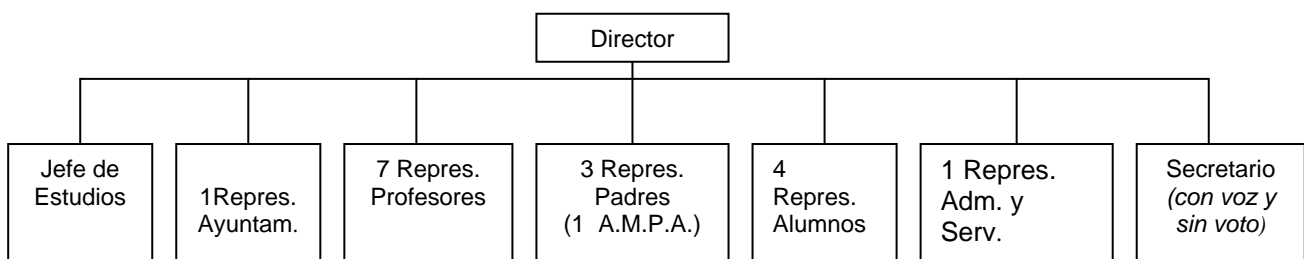 Director
Jefe de
Estudios
1Repres.
Ayuntam.
7 Repres.
Profesores
3 Repres.
Padres
(1 A.M.P.A.)
4
Repres.
Alumnos
1 Repres.
Adm. y
Serv.
Secretario
(con voz y
sin voto)